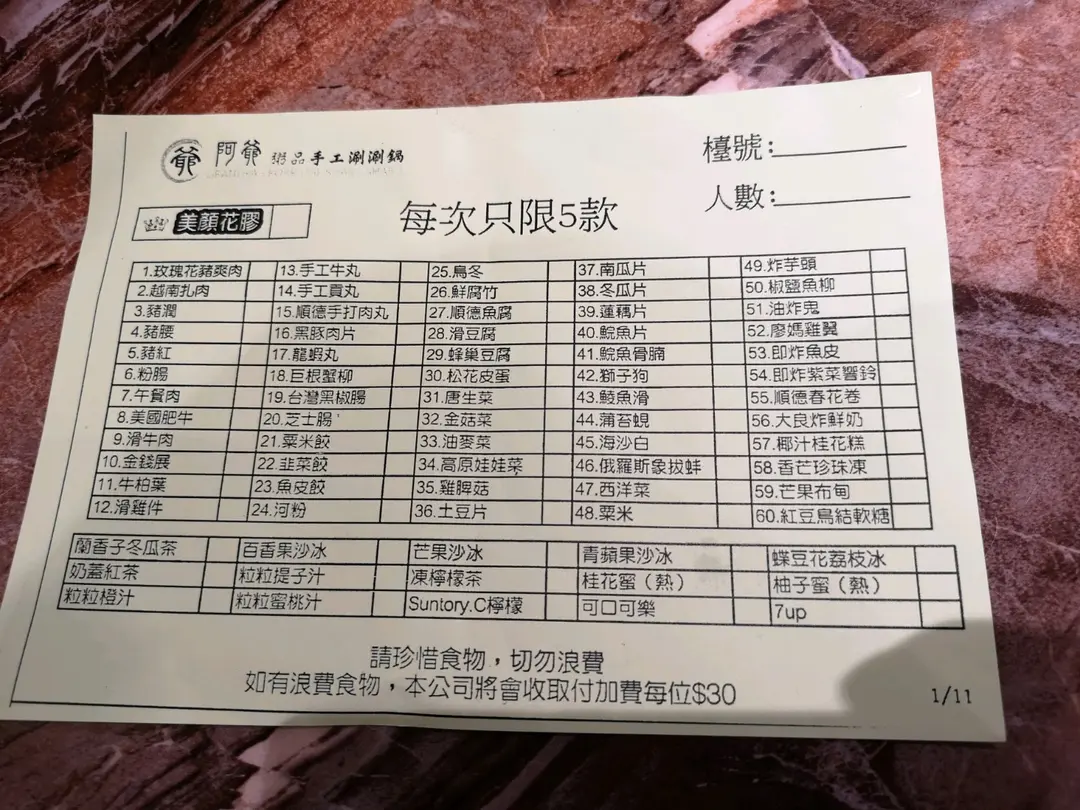 爺 阿爺 粥品手工涮涮鍋
檯號:
人數:
美顏花膠
每次只限5款
1.玫瑰花豬爽肉 13.手工牛丸 25.烏冬 37.南瓜片 49.炸芋頭
2.越南扎肉 14.手工貢丸 26.鮮腐竹 38.冬瓜片 50.椒鹽魚柳
3.豬潤 15.順德手打肉丸 27.順德魚腐 39.蓮藕片 51.油炸鬼
4.豬腰 16.黑豚肉片 28.滑豆腐 40.鯇魚片 52.廖媽雞翼
5.豬紅 17.龍蝦丸 29.蜂巢豆腐 41.鯇魚骨腩 53.即炸魚皮
6.粉腸 18.巨根蟹柳 30.松花皮蛋 42.獅子狗 54.即炸紫菜響鈴
7.午餐肉 19.台灣黑椒腸 31.唐生菜 43.鯪魚滑 55.順德春花卷
8.美國肥牛 20.芝士腸 32.金菇菜 44.蒲苔蜆 56.大良炸鮮奶
9.滑牛肉 21.粟米餃 33.油麥菜 45.海沙白 57.椰汁桂花糕
10.金錢展 22.韭菜餃 34.高原娃娃菜 46.俄羅斯象拔蚌 58.香芒珍珠凍
11.牛柏葉 23.魚皮餃 35.雞脾菇 47.西洋菜 59.芒果布甸
12.滑雞件 24.河粉 36.土豆片 48.粟米 60.紅豆鳥結軟糖
蘭香子冬瓜茶 百香果沙冰 芒果沙冰 青蘋果沙冰 蝶豆花荔枝冰
奶蓋紅茶 粒粒提子汁 凍檸檬茶 桂花蜜（熱） 柚子蜜（熱）
粒粒橙汁 粒粒蜜桃汁 Suntory.C檸檬 可口可樂 7up
請珍惜食物，切勿浪費
如有浪費食物，本公司將會收取付加費每位$30
1/11